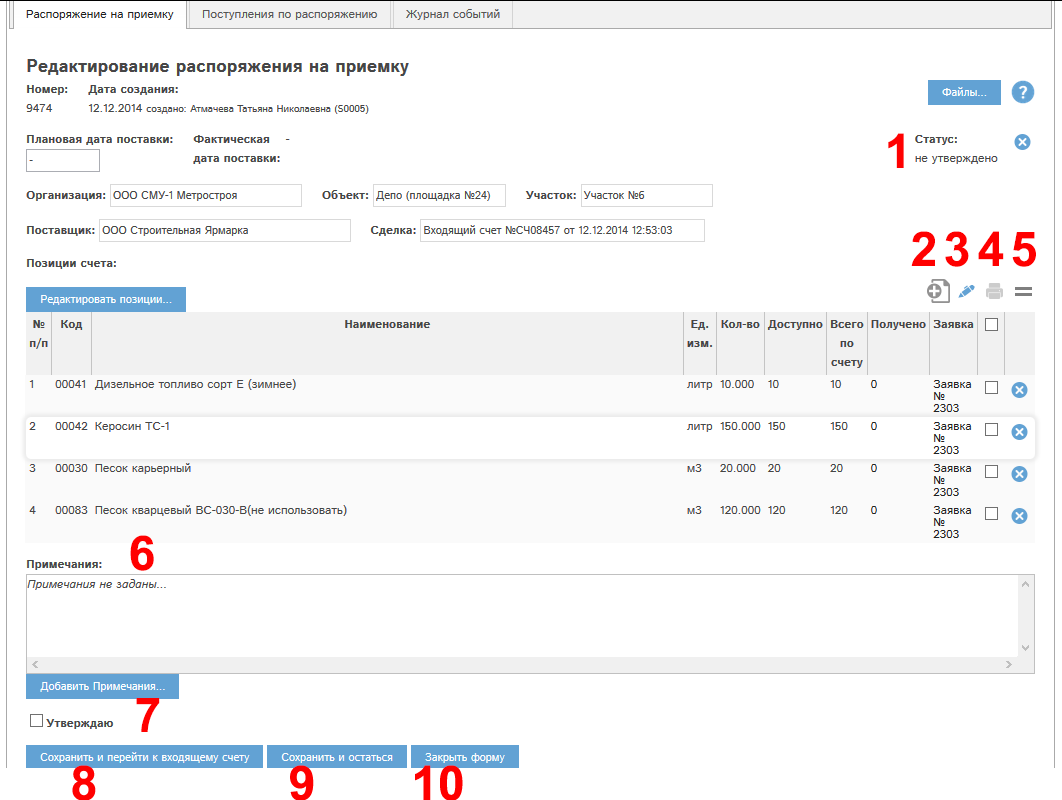 Распоряжение на приемку Поступления по распоряжению Журнал событий
Редактирование распоряжения на приемку
Номер: Дата создания:
Файлы... ?
9474 12.12.2014 создано: Атмачева Татьяна Николаевна (S0005)
Плановая дата поставки: Фактическая - 1 Статус:
- дата поставки: не утверждено
Организация: ООО СМУ-1 Метростроя Объект: Депо (площадка №24) Участок: Участок №6
Поставщик: ООО Строительная Ярмарка Сделка: Входящий счет №СЧ08457 от 12.12.2014 12:53:03
2 3 4 5
Позиции счета:
Редактировать позиции...
№ Код Наименование Ед. Кол-во Доступно Всего Получено Заявка
п/п изм. по
счету
1 00041 Дизельное топливо сорт Е (зимнее) литр 10.000 10 10 0 Заявка
№
2303
2 00042 Керосин ТС-1 литр 150.000 150 150 0 Заявка
№
2303
3 00030 Песок карьерный м3 20.000 20 20 0 Заявка
№
2303
4 00083 Песок кварцевый ВС-030-В(не использовать) м3 120.000 120 120 0 Заявка
№
2303
6
Примечания:
Примечания не заданы...
Добавить Примечания...
7
Утверждаю
Сохранить и перейти к входящему счету Сохранить и остаться Закрыть форму
8 9 10